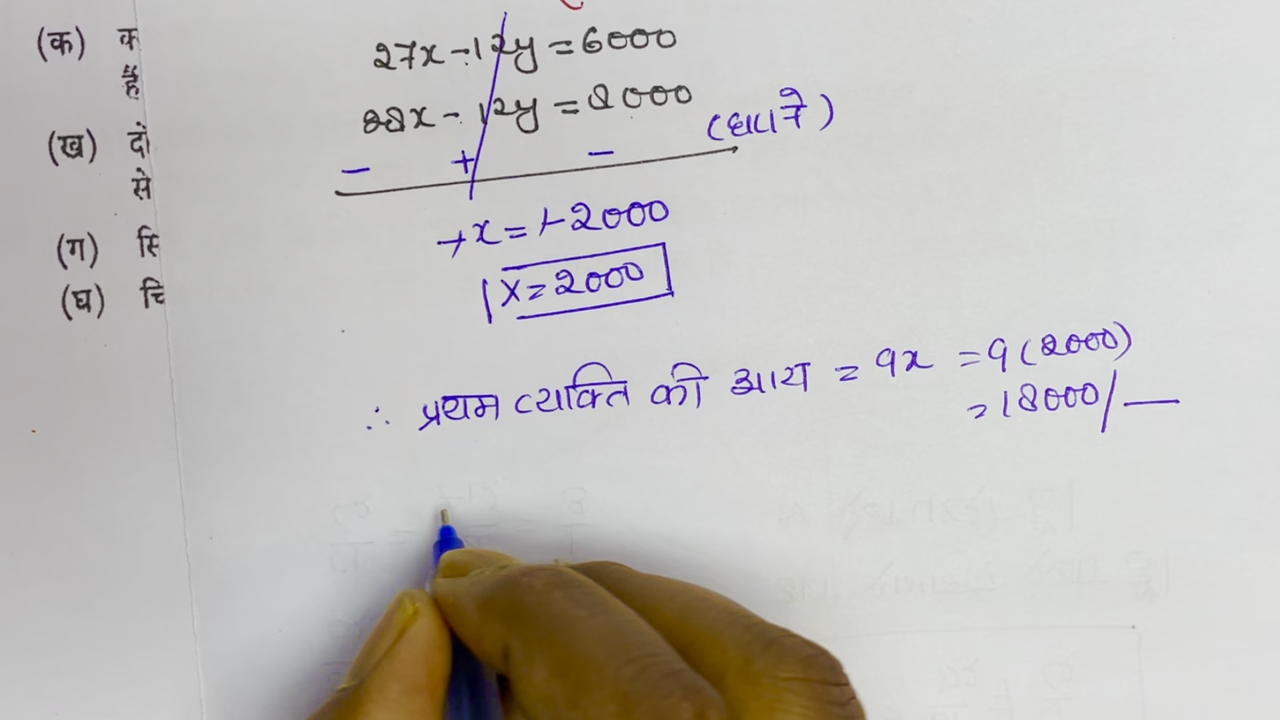 (क) क
हैं
(ख) दो
से
(ग) सि
(घ) चि
27x - 12y = 6000
28x - 12y = 8000
- + - (घटाने)
+x = +2000
x = 2000
∴ प्रथम व्यक्ति की आय = 9x = 9(2000)
= 18000/—